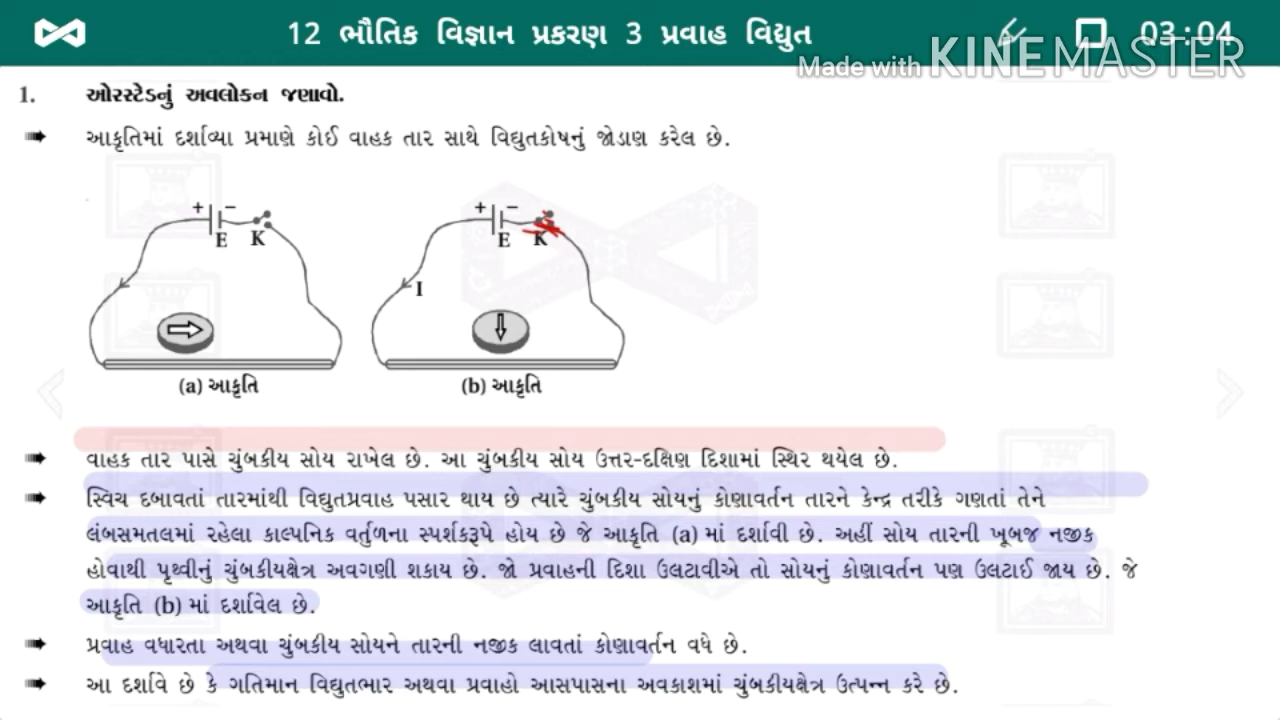 12 ભૌતિક વિજ્ઞાન પ્રકરણ 3 પ્રવાહ વિદ્યુત
03:04
Made with KINEMASTER
1. ઓરસ્ટેડનું અવલોકન જણાવો.
આકૃતિમાં દર્શાવ્યા પ્રમાણે કોઈ વાહક તાર સાથે વિદ્યુતકોષનું જોડાણ કરેલ છે.
+ − + −
E K E K
I
(a) આકૃતિ (b) આકૃતિ
વાહક તાર પાસે ચુંબકીય સોય રાખેલ છે. આ ચુંબકીય સોય ઉત્તર-દક્ષિણ દિશામાં સ્થિર થયેલ છે.
સ્વિચ દબાવતાં તારમાંથી વિદ્યુતપ્રવાહ પસાર થાય છે ત્યારે ચુંબકીય સોયનું કોણાવર્તન તારને કેન્દ્ર તરીકે ગણતાં તેને
લંબસમતલમાં રહેલા કાલ્પનિક વર્તુળના સ્પર્શકરૂપે હોય છે જે આકૃતિ (a) માં દર્શાવી છે. અહીં સોય તારની ખૂબજ નજીક
હોવાથી પૃથ્વીનું ચુંબકીયક્ષેત્ર અવગણી શકાય છે. જો પ્રવાહની દિશા ઉલટાવીએ તો સોયનું કોણાવર્તન પણ ઉલટાઈ જાય છે. જે
આકૃતિ (b) માં દર્શાવેલ છે.
પ્રવાહ વધારતા અથવા ચુંબકીય સોયને તારની નજીક લાવતાં કોણાવર્તન વધે છે.
આ દર્શાવે છે કે ગતિમાન વિદ્યુતભાર અથવા પ્રવાહો આસપાસના અવકાશમાં ચુંબકીયક્ષેત્ર ઉત્પન્ન કરે છે.